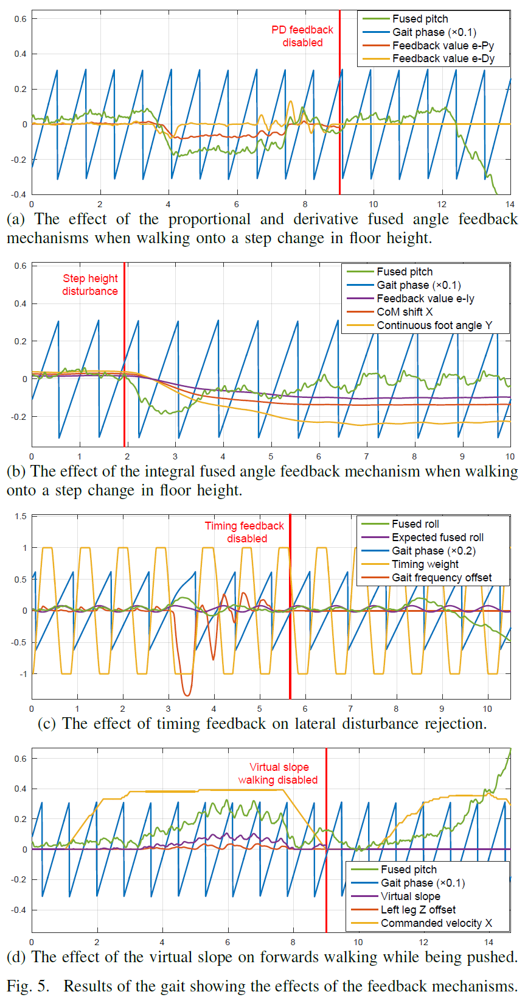 0.6
0.4
0.2
0
-0.2
-0.4
PD feedback
disabled
Fused pitch
Gait phase (×0.1)
Feedback value e-Py
Feedback value e-Dy
0 2 4 6 8 10 12 14
(a) The effect of the proportional and derivative fused angle feedback
mechanisms when walking onto a step change in floor height.
0.6
0.4
0.2
0
-0.2
Step height
disturbance
Fused pitch
Gait phase (×0.1)
Feedback value e-Iy
CoM shift X
Continuous foot angle Y
0 1 2 3 4 5 6 7 8 9 10
(b) The effect of the integral fused angle feedback mechanism when walking
onto a step change in floor height.
1.5
1
0.5
0
-0.5
-1
Timing feedback
disabled
Fused roll
Expected fused roll
Gait phase (×0.2)
Timing weight
Gait frequency offset
0 1 2 3 4 5 6 7 8 9 10
(c) The effect of timing feedback on lateral disturbance rejection.
0.6
0.4
0.2
0
-0.2
-0.4
Virtual slope
walking disabled
Fused pitch
Gait phase (×0.1)
Virtual slope
Left leg Z offset
Commanded velocity X
0 2 4 6 8 10 12 14
(d) The effect of the virtual slope on forwards walking while being pushed.
Fig. 5. Results of the gait showing the effects of the feedback mechanisms.